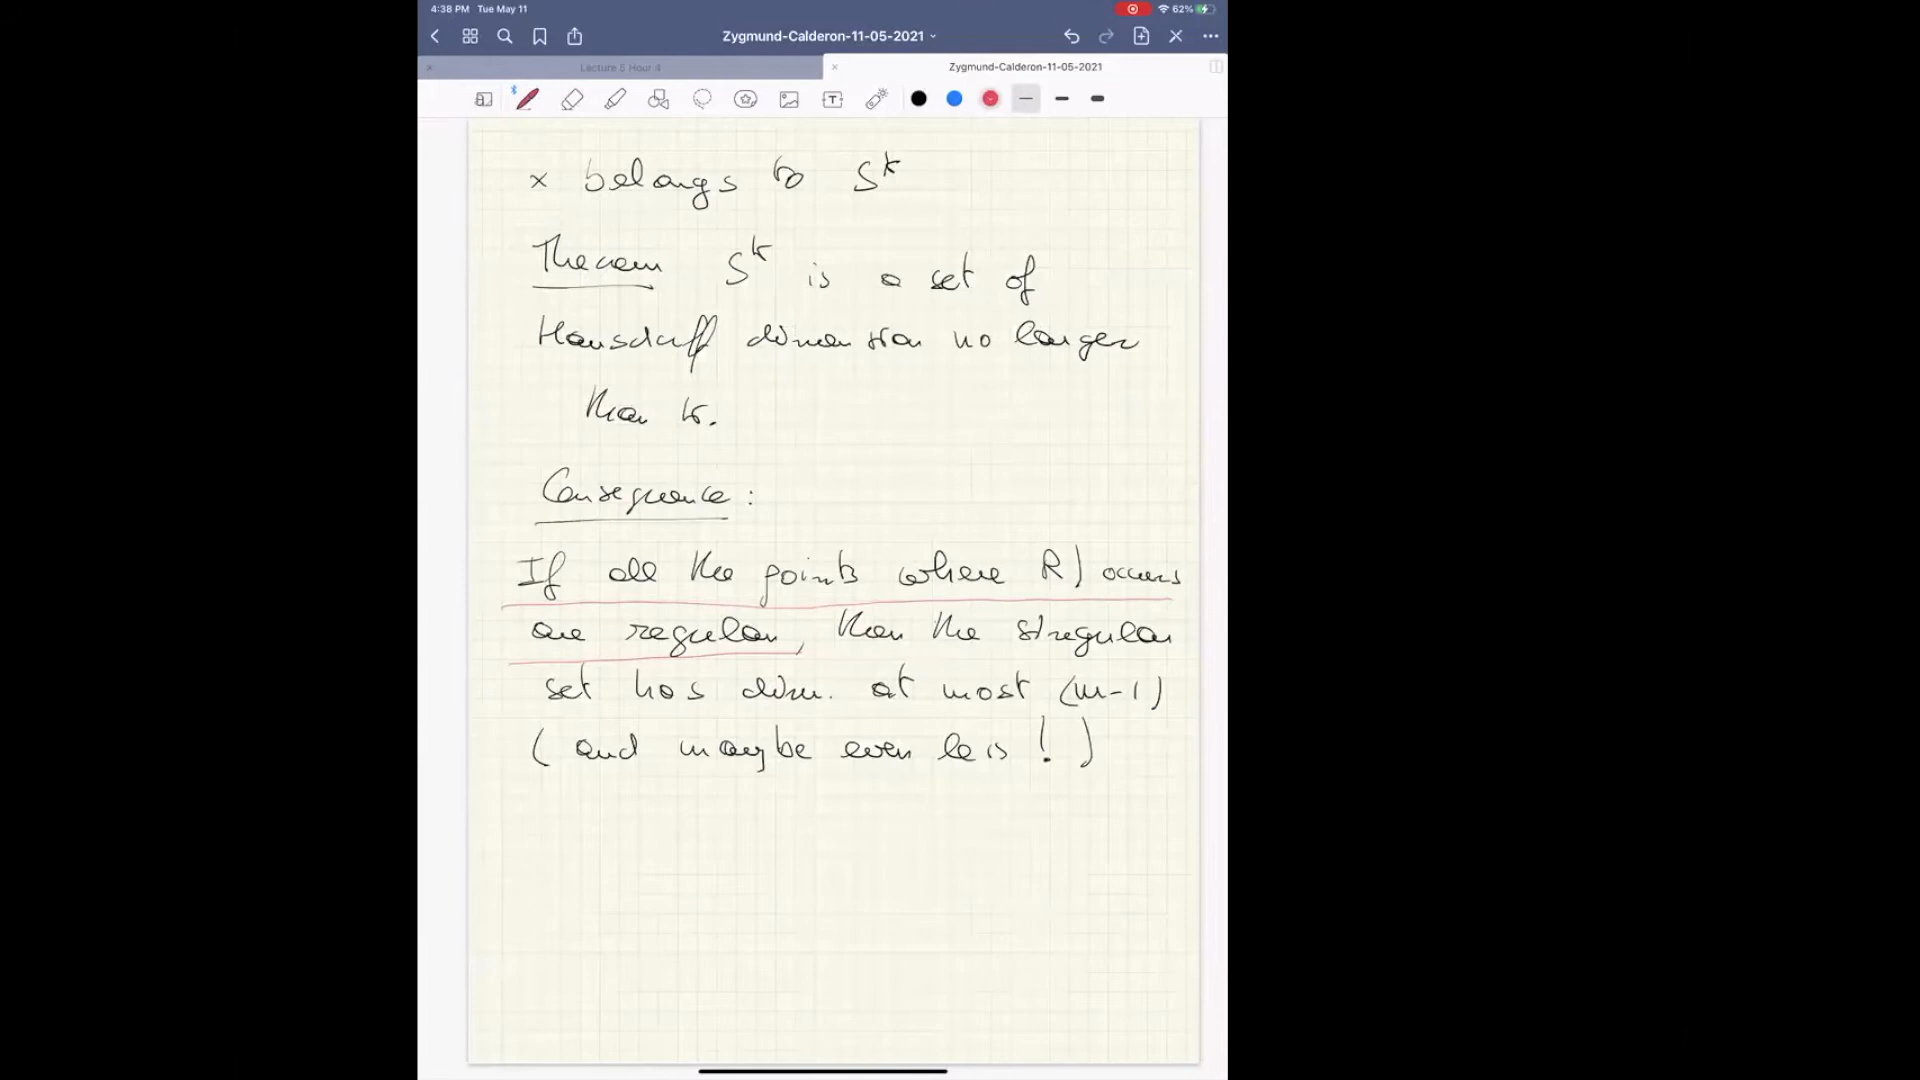 4:38 PM Tue May 11
62%
Zygmund-Calderon-11-05-2021
Lecture 5 Hour 4
Zygmund-Calderon-11-05-2021
x belongs to S^k
Theorem S^k is a set of
Hausdorff dimension no larger
than k.
Consequence :
If all the points where R) occurs
are regular, then the singular
set has dim. at most (m-1)
(and maybe even less!)